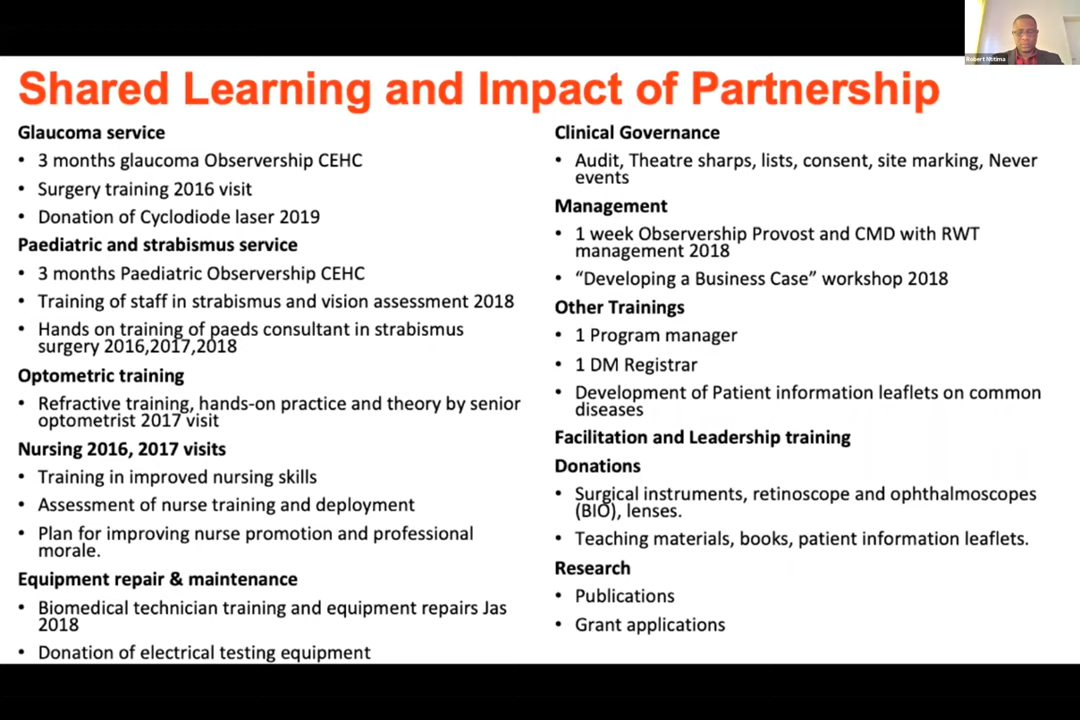 Robert Ntitima
Shared Learning and Impact of Partnership
Glaucoma service
• 3 months glaucoma Observership CEHC
• Surgery training 2016 visit
• Donation of Cyclodiode laser 2019
Paediatric and strabismus service
• 3 months Paediatric Observership CEHC
• Training of staff in strabismus and vision assessment 2018
• Hands on training of paeds consultant in strabismus
surgery 2016,2017,2018
Optometric training
• Refractive training, hands-on practice and theory by senior
optometrist 2017 visit
Nursing 2016, 2017 visits
• Training in improved nursing skills
• Assessment of nurse training and deployment
• Plan for improving nurse promotion and professional
morale.
Equipment repair & maintenance
• Biomedical technician training and equipment repairs Jas
2018
• Donation of electrical testing equipment
Clinical Governance
• Audit, Theatre sharps, lists, consent, site marking, Never
events
Management
• 1 week Observership Provost and CMD with RWT
management 2018
• “Developing a Business Case” workshop 2018
Other Trainings
• 1 Program manager
• 1 DM Registrar
• Development of Patient information leaflets on common
diseases
Facilitation and Leadership training
Donations
• Surgical instruments, retinoscope and ophthalmoscopes
(BIO), lenses.
• Teaching materials, books, patient information leaflets.
Research
• Publications
• Grant applications